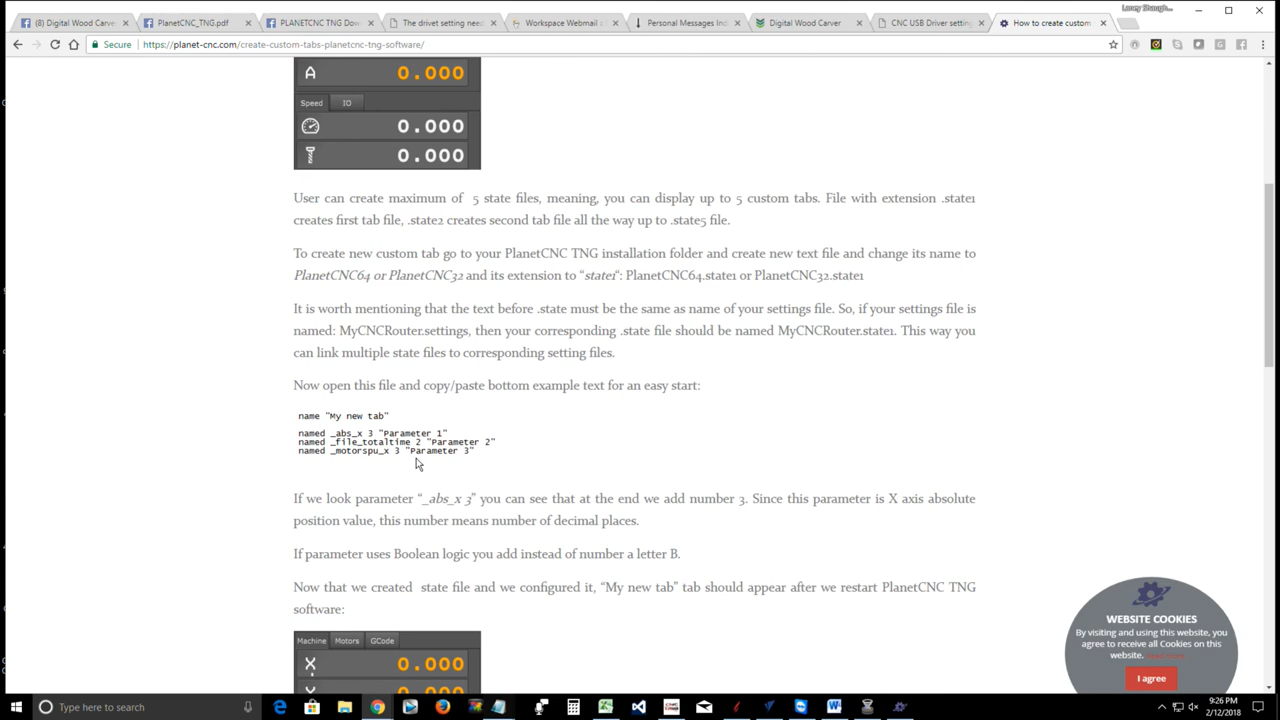 Lacey Shaugh...
(8) Digital Wood Carve
PlanetCNC_TNG.pdf
PLANETCNC TNG Dow
The drivet setting nee
Workspace Webmail ::
Personal Messages Ind
Digital Wood Carver
CNC USB Driver settin
How to create custom
Secure
https://planet-cnc.com/create-custom-tabs-planetcnc-tng-software/
A 0.000
Speed IO
0.000
0.000
User can create maximum of 5 state files, meaning, you can display up to 5 custom tabs. File with extension .state1
creates first tab file, .state2 creates second tab file all the way up to .state5 file.
To create new custom tab go to your PlanetCNC TNG installation folder and create new text file and change its name to
PlanetCNC64 or PlanetCNC32 and its extension to “state1“: PlanetCNC64.state1 or PlanetCNC32.state1
It is worth mentioning that the text before .state must be the same as name of your settings file. So, if your settings file is
named: MyCNCRouter.settings, then your corresponding .state file should be named MyCNCRouter.state1. This way you
can link multiple state files to corresponding setting files.
Now open this file and copy/paste bottom example text for an easy start:
name "My new tab"
named _abs_x 3 "Parameter 1"
named _file_totaltime 2 "Parameter 2"
named _motorspu_x 3 "Parameter 3"
If we look parameter “_abs_x 3” you can see that at the end we add number 3. Since this parameter is X axis absolute
position value, this number means number of decimal places.
If parameter uses Boolean logic you add instead of number a letter B.
Now that we created state file and we configured it, “My new tab” tab should appear after we restart PlanetCNC TNG
software:
Machine Motors GCode
X 0.000
WEBSITE COOKIES
By visiting and using this website, you
agree to receive all Cookies on this
website.
I agree
Type here to search
9:26 PM
2/12/2018